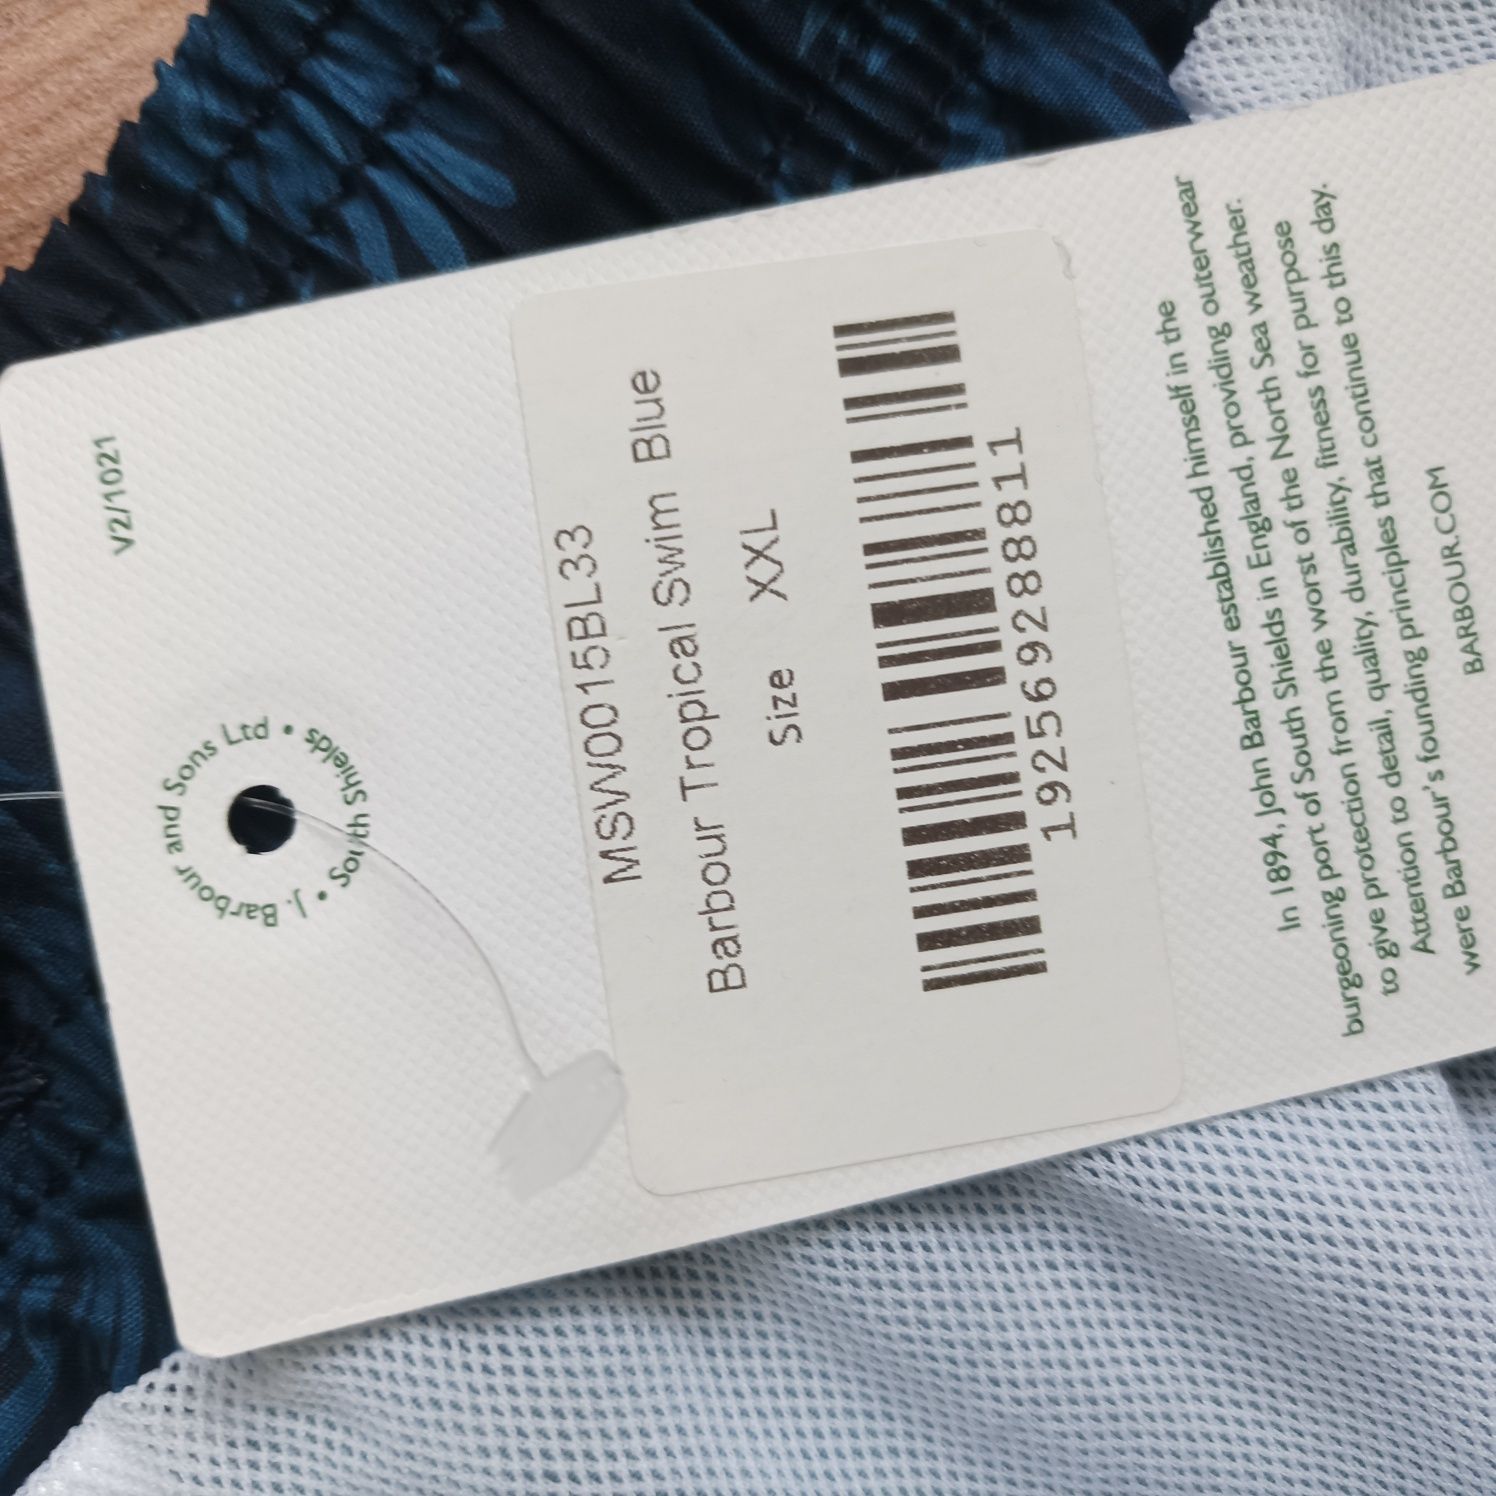 V2/1021
J. Barbour and Sons Ltd • South Shields •
MSW0015BL33
Barbour Tropical Swim Blue
Size XXL
192569288811
In 1894, John Barbour established himself in the
burgeoning port of South Shields in England, providing outerwear
to give protection from the worst of the North Sea weather.
Attention to detail, quality, durability, fitness for purpose
were Barbour's founding principles that continue to this day.
BARBOUR.COM